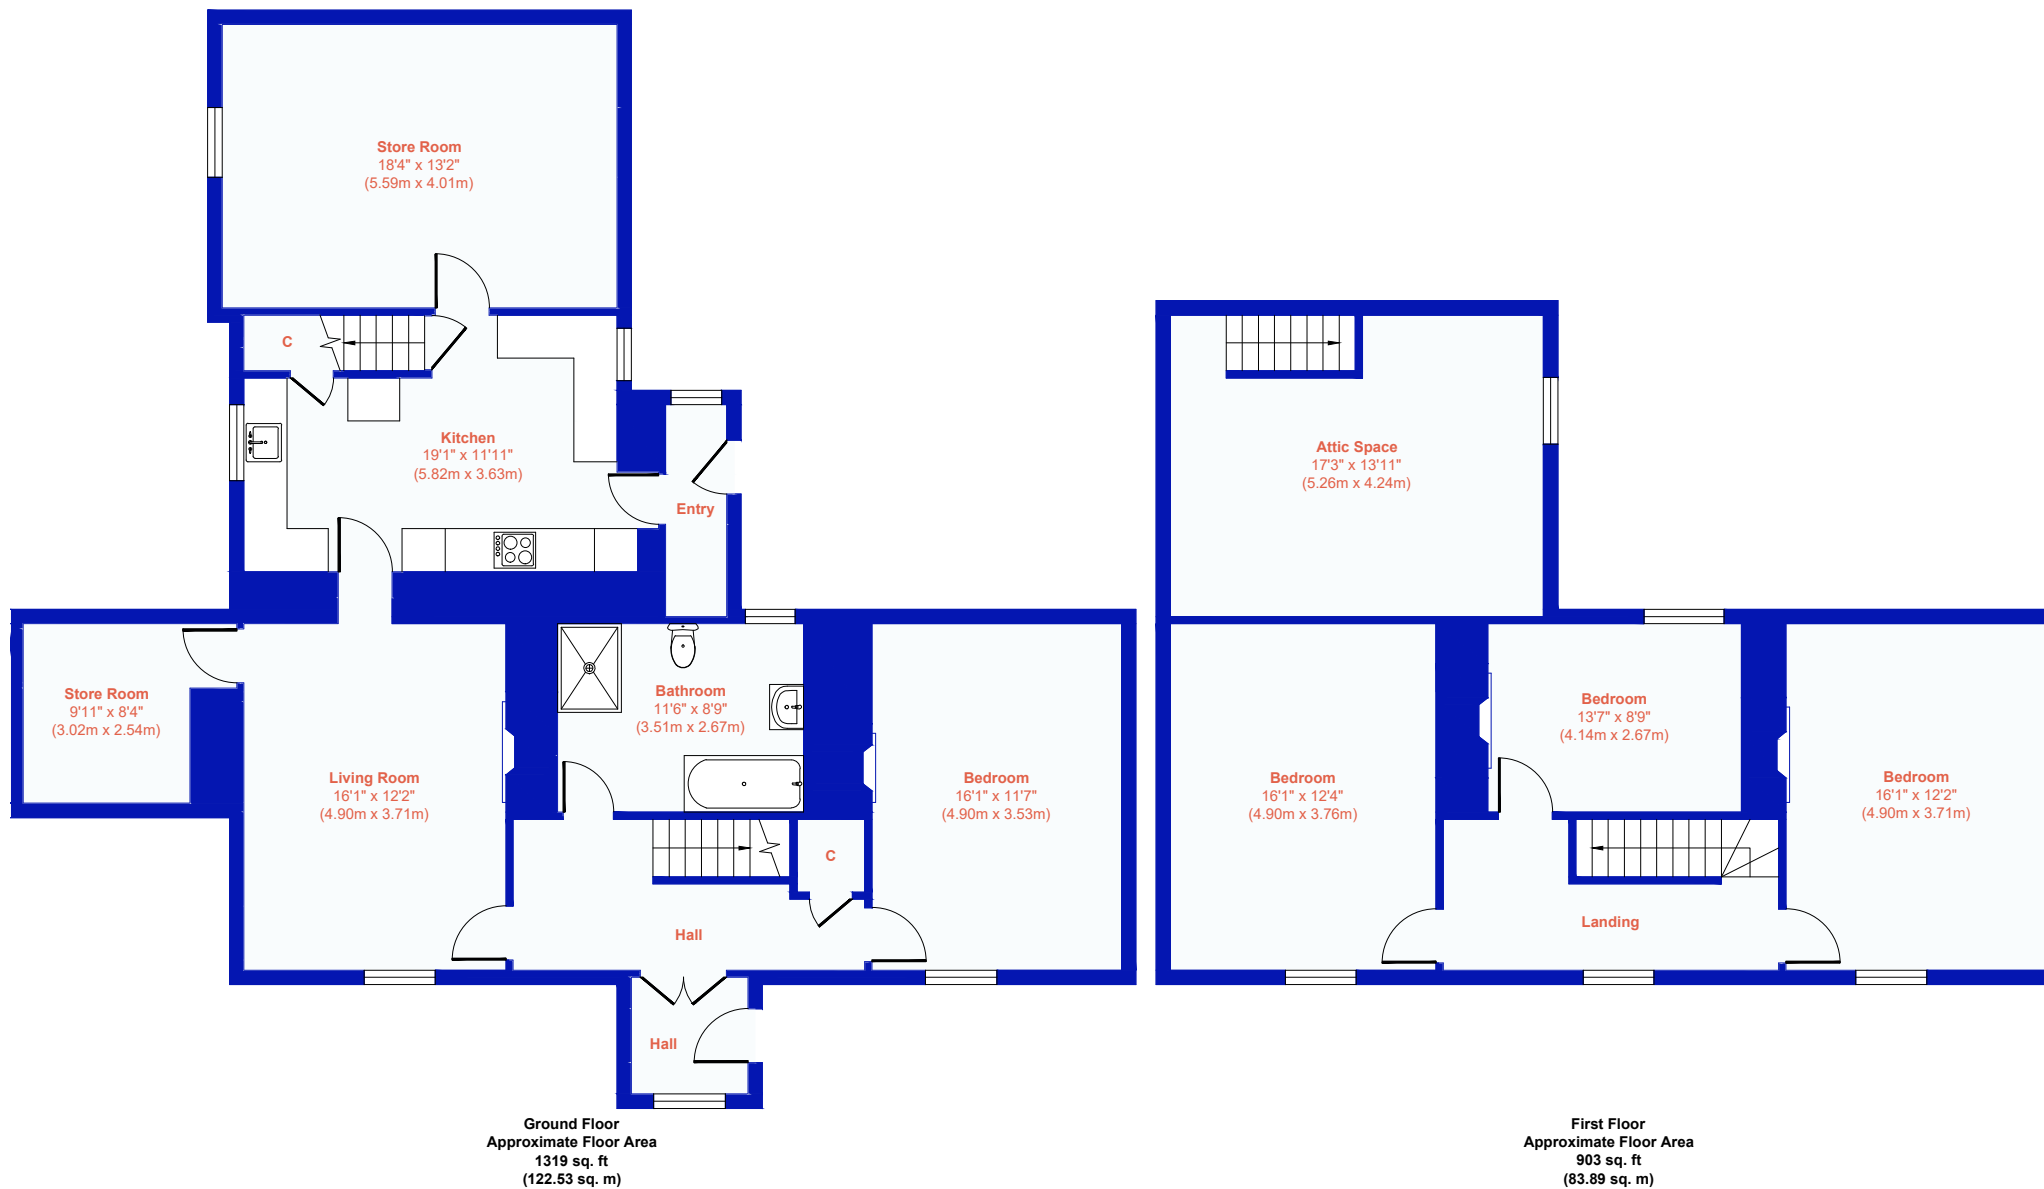 Store Room
18'4" x 13'2"
(5.59m x 4.01m)
C
Kitchen
19'1" x 11'11"
(5.82m x 3.63m)
Entry
Store Room
9'11" x 8'4"
(3.02m x 2.54m)
Living Room
16'1" x 12'2"
(4.90m x 3.71m)
Bathroom
11'6" x 8'9"
(3.51m x 2.67m)
Bedroom
16'1" x 11'7"
(4.90m x 3.53m)
C
Hall
Hall
Ground Floor
Approximate Floor Area
1319 sq. ft
(122.53 sq. m)
Attic Space
17'3" x 13'11"
(5.26m x 4.24m)
Bedroom
13'7" x 8'9"
(4.14m x 2.67m)
Bedroom
16'1" x 12'4"
(4.90m x 3.76m)
Bedroom
16'1" x 12'2"
(4.90m x 3.71m)
Landing
First Floor
Approximate Floor Area
903 sq. ft
(83.89 sq. m)